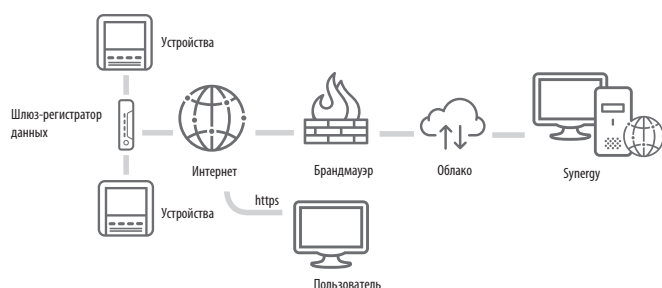 Устройства
Шлюз-регистратор
данных
Интернет
Брандмауэр
Облако
Synergy
Устройства
https
Пользователь